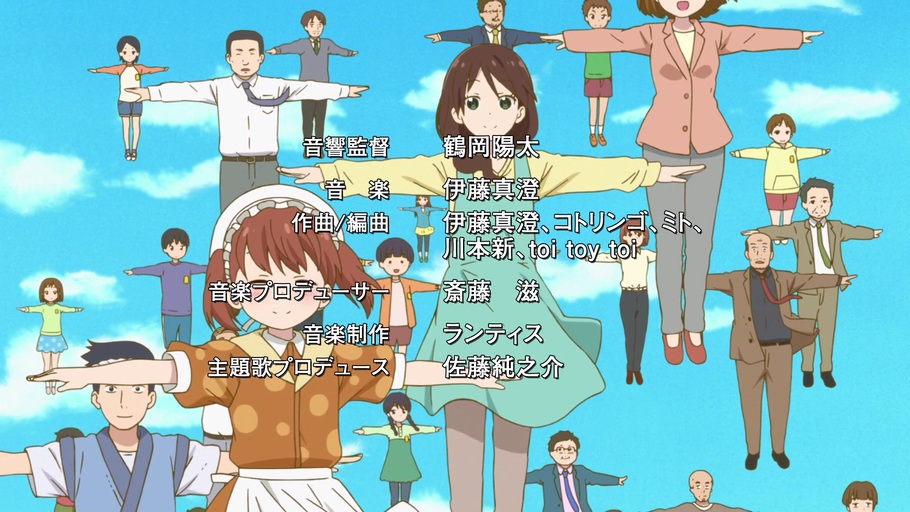 音響監督 鶴岡陽太
音 楽 伊藤真澄
作曲/編曲 伊藤真澄、コトリンゴ、ミト、
川本新、toi toy toi
音楽プロデューサー 斎藤 滋
音楽制作 ランティス
主題歌プロデュース 佐藤純之介